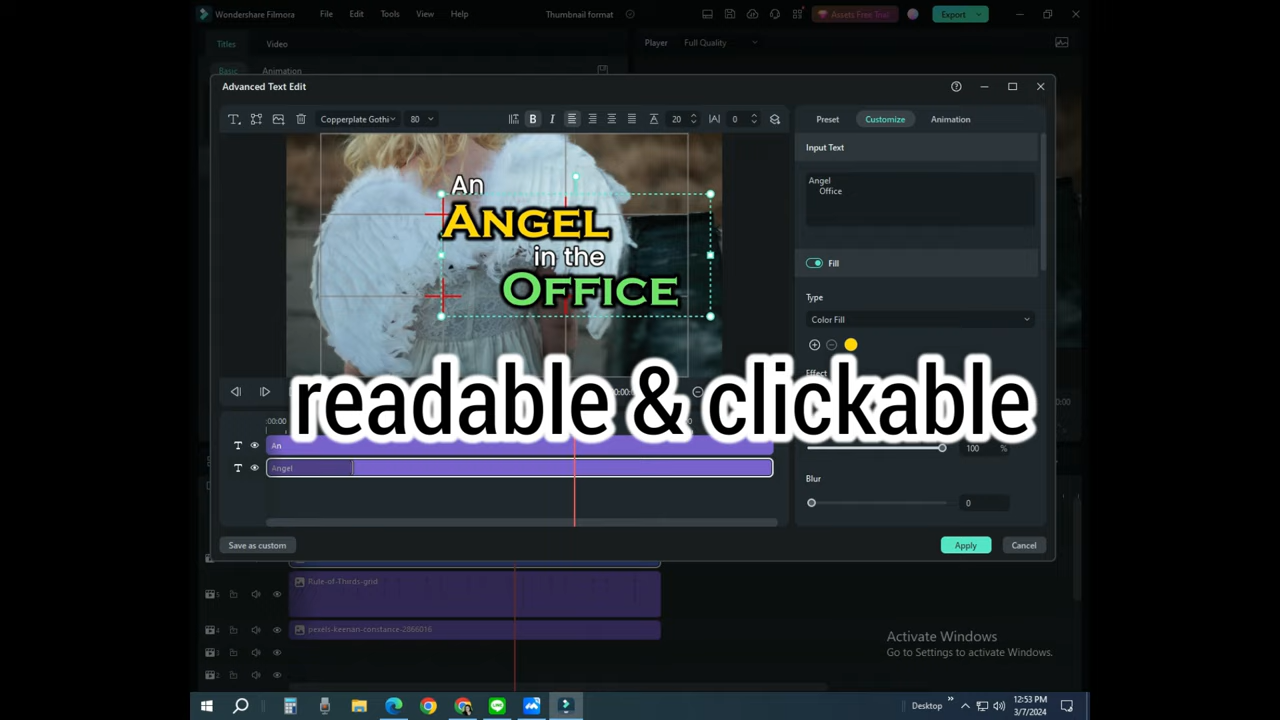 Wondershare Filmora File Edit Tools View Help Thumbnail format Assets Free Trial Export
Titles Video Player Full Quality
Basic Animation
Advanced Text Edit
Copperplate Gothi 80 B I 20 0 Preset Customize Animation
Input Text
Angel
Office
An
ANGEL
in the
OFFICE
Fill
Type
Color Fill
Effect
readable & clickable
An
100 %
Angel
Blur
0
Save as custom Apply Cancel
Rule-of-Thirds-grid
pexels-keenan-constance-2866016
Activate Windows
Go to Settings to activate Windows.
Desktop 12:53 PM
3/7/2024